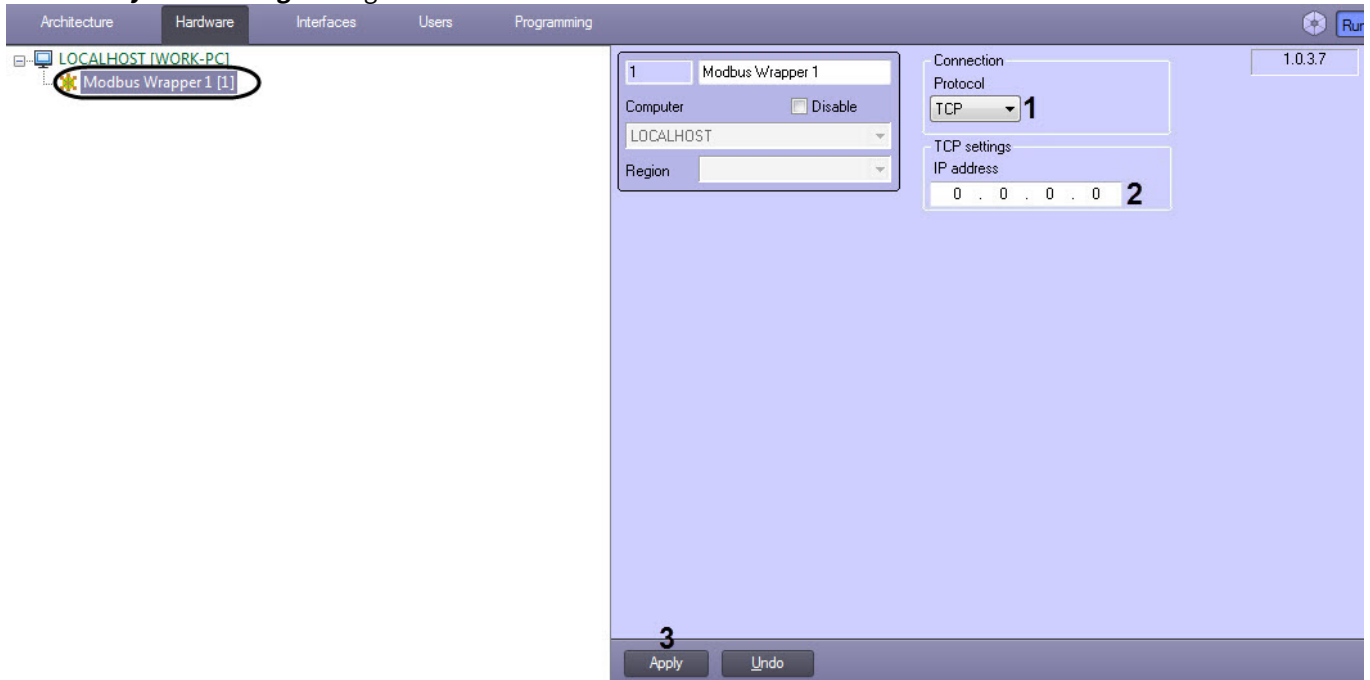 Architecture Hardware Interfaces Users Programming
LOCALHOST [WORK-PC]
Modbus Wrapper 1 [1]
1 Modbus Wrapper 1
Computer Disable
LOCALHOST
Region
Connection
Protocol
TCP 1
TCP settings
IP address
0 . 0 . 0 . 0 2
1.0.3.7
3
Apply Undo